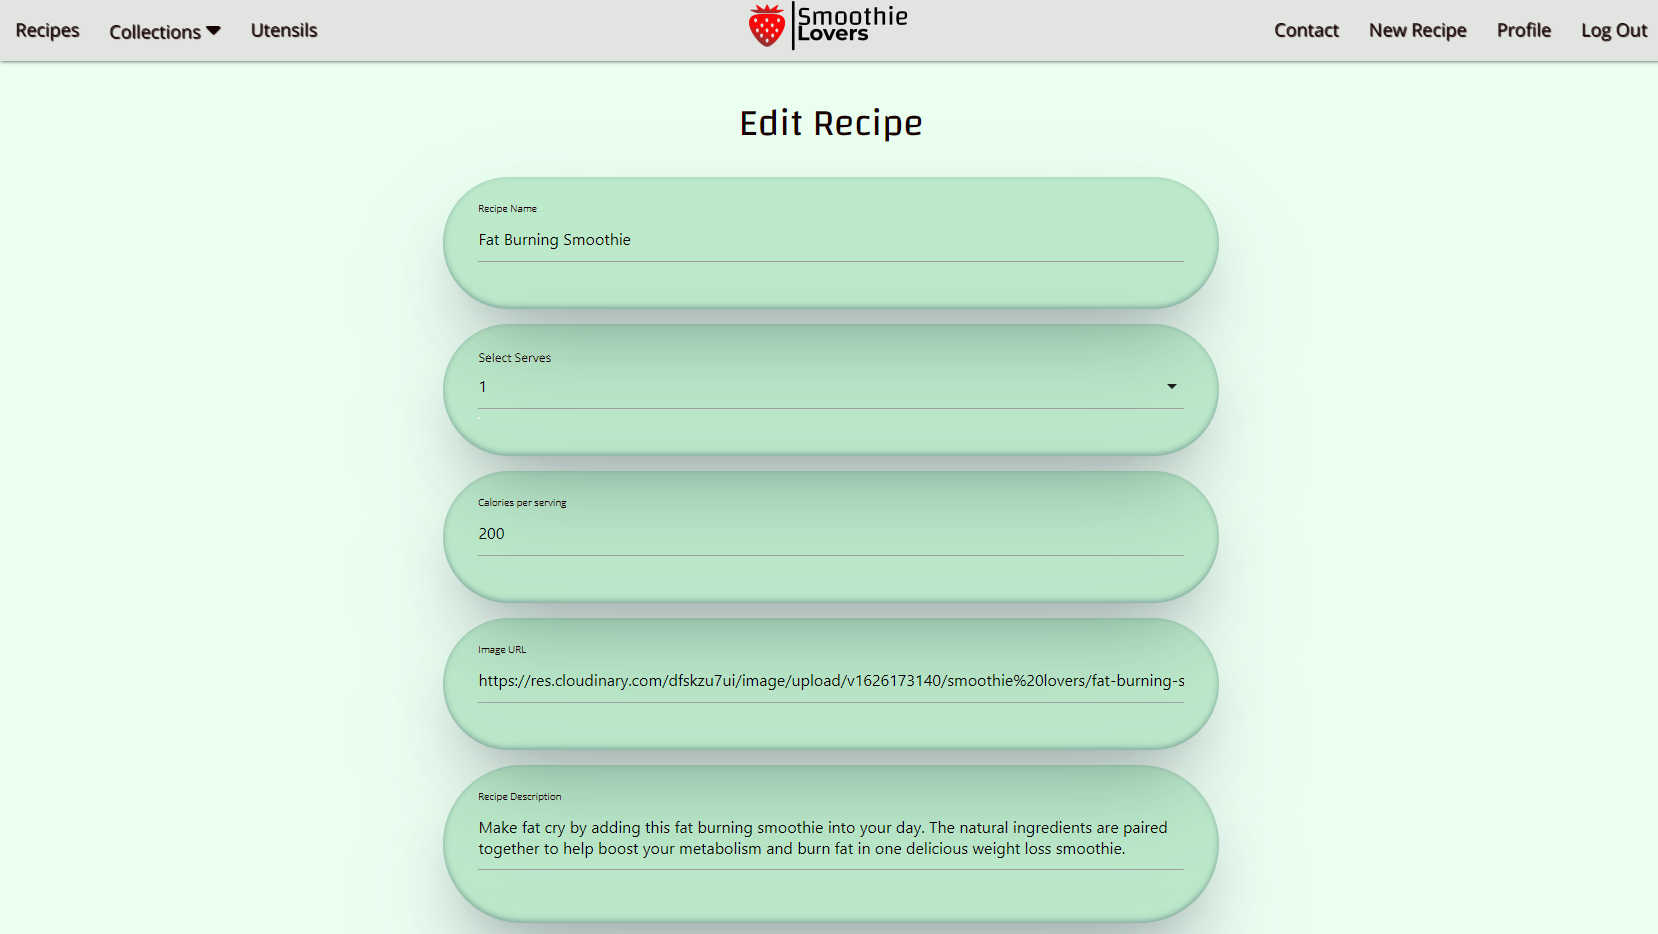 Recipes Collections Utensils
Smoothie
Lovers
Contact New Recipe Profile Log Out
Edit Recipe
Recipe Name
Fat Burning Smoothie
Select Serves
1
Calories per serving
200
Image URL
https://res.cloudinary.com/dfskzu7ui/image/upload/v1626173140/smoothie%20lovers/fat-burning-s
Recipe Description
Make fat cry by adding this fat burning smoothie into your day. The natural ingredients are paired
together to help boost your metabolism and burn fat in one delicious weight loss smoothie.